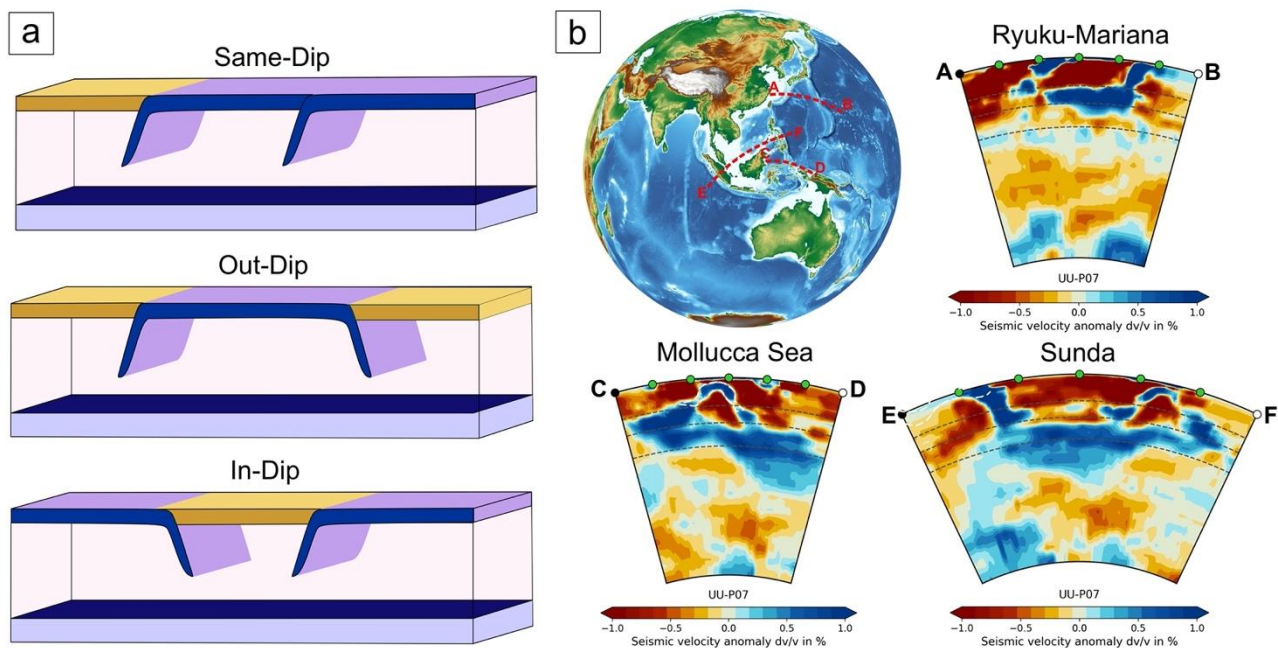 a
Same-Dip
Out-Dip
In-Dip
b
A
B
C
D
E
F
Ryuku-Mariana
A
B
UU-P07
−1.0 −0.5 0.0 0.5 1.0
Seismic velocity anomaly dv/v in %
Mollucca Sea
C
D
UU-P07
−1.0 −0.5 0.0 0.5 1.0
Seismic velocity anomaly dv/v in %
Sunda
E
F
UU-P07
−1.0 −0.5 0.0 0.5 1.0
Seismic velocity anomaly dv/v in %